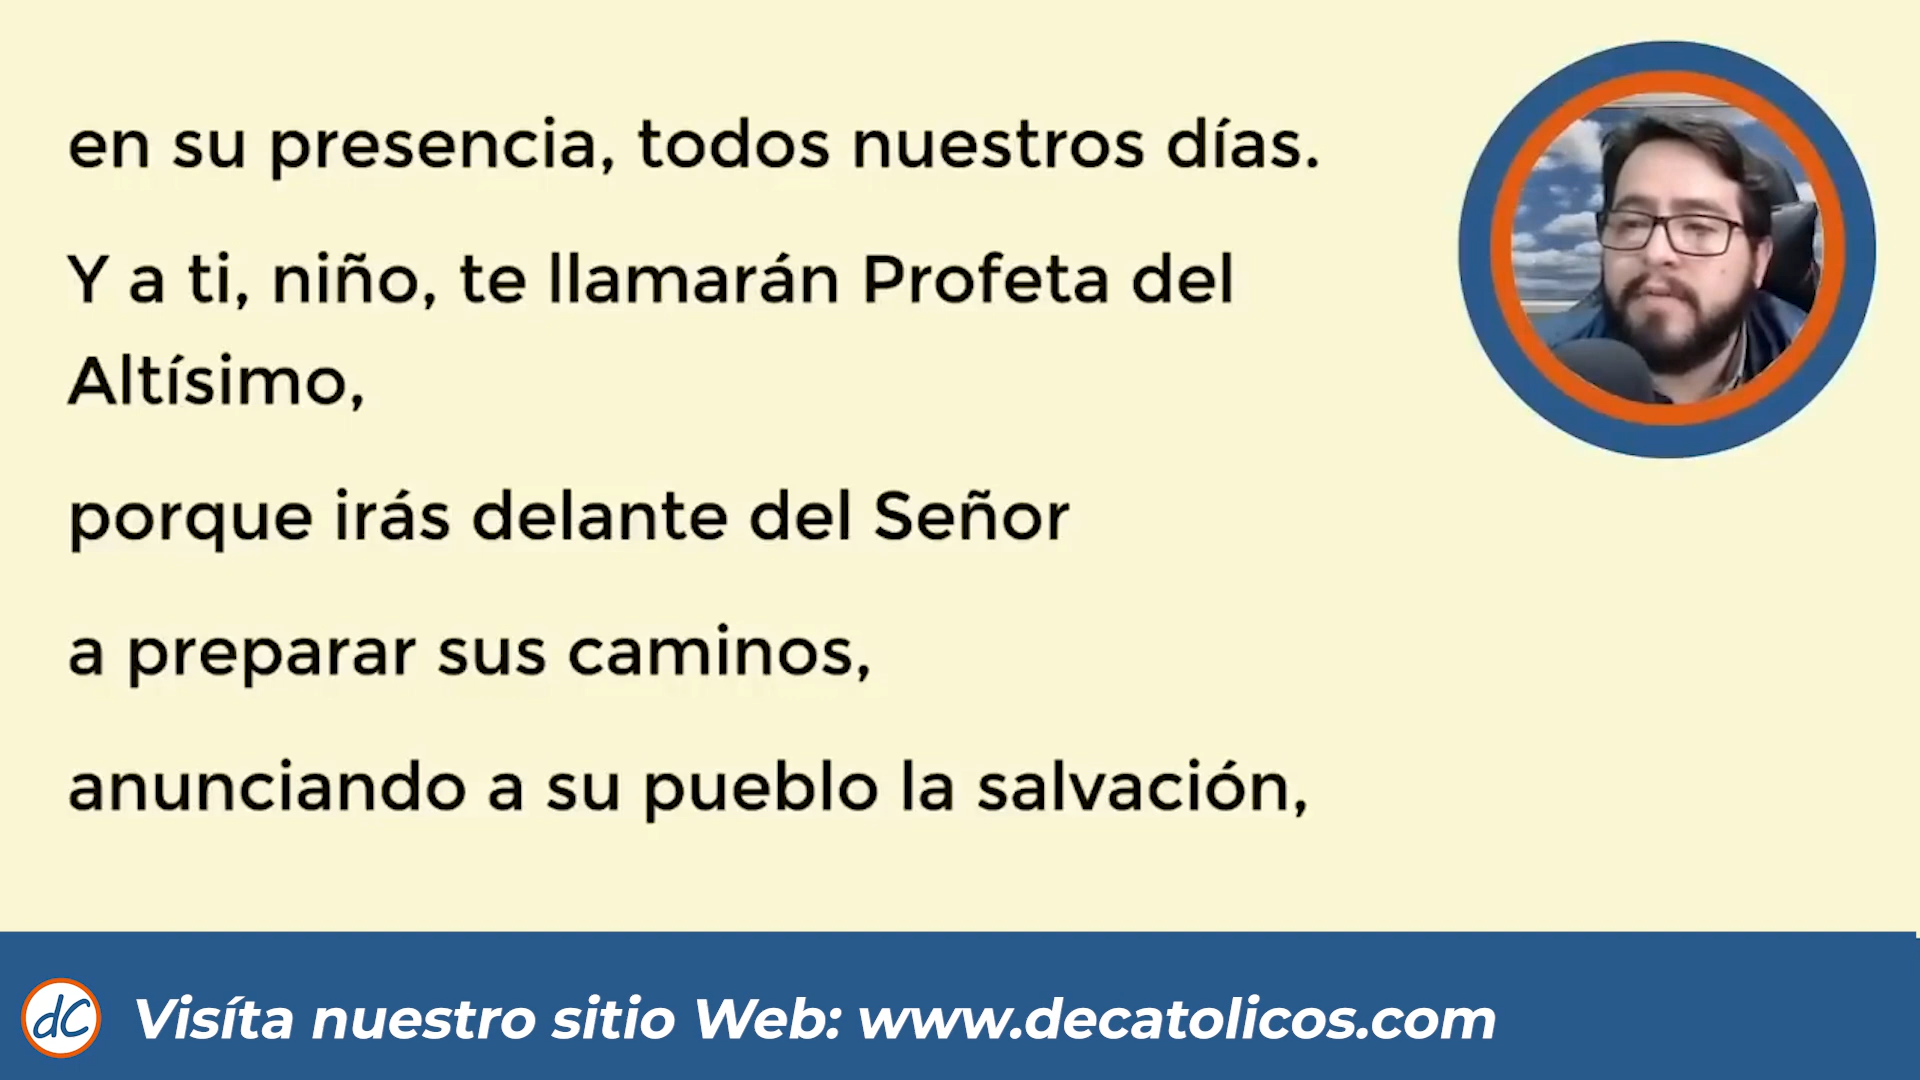 en su presencia, todos nuestros días.
Y a ti, niño, te llamarán Profeta del
Altísimo,
porque irás delante del Señor
a preparar sus caminos,
anunciando a su pueblo la salvación,
dC Visíta nuestro sitio Web: www.decatolicos.com